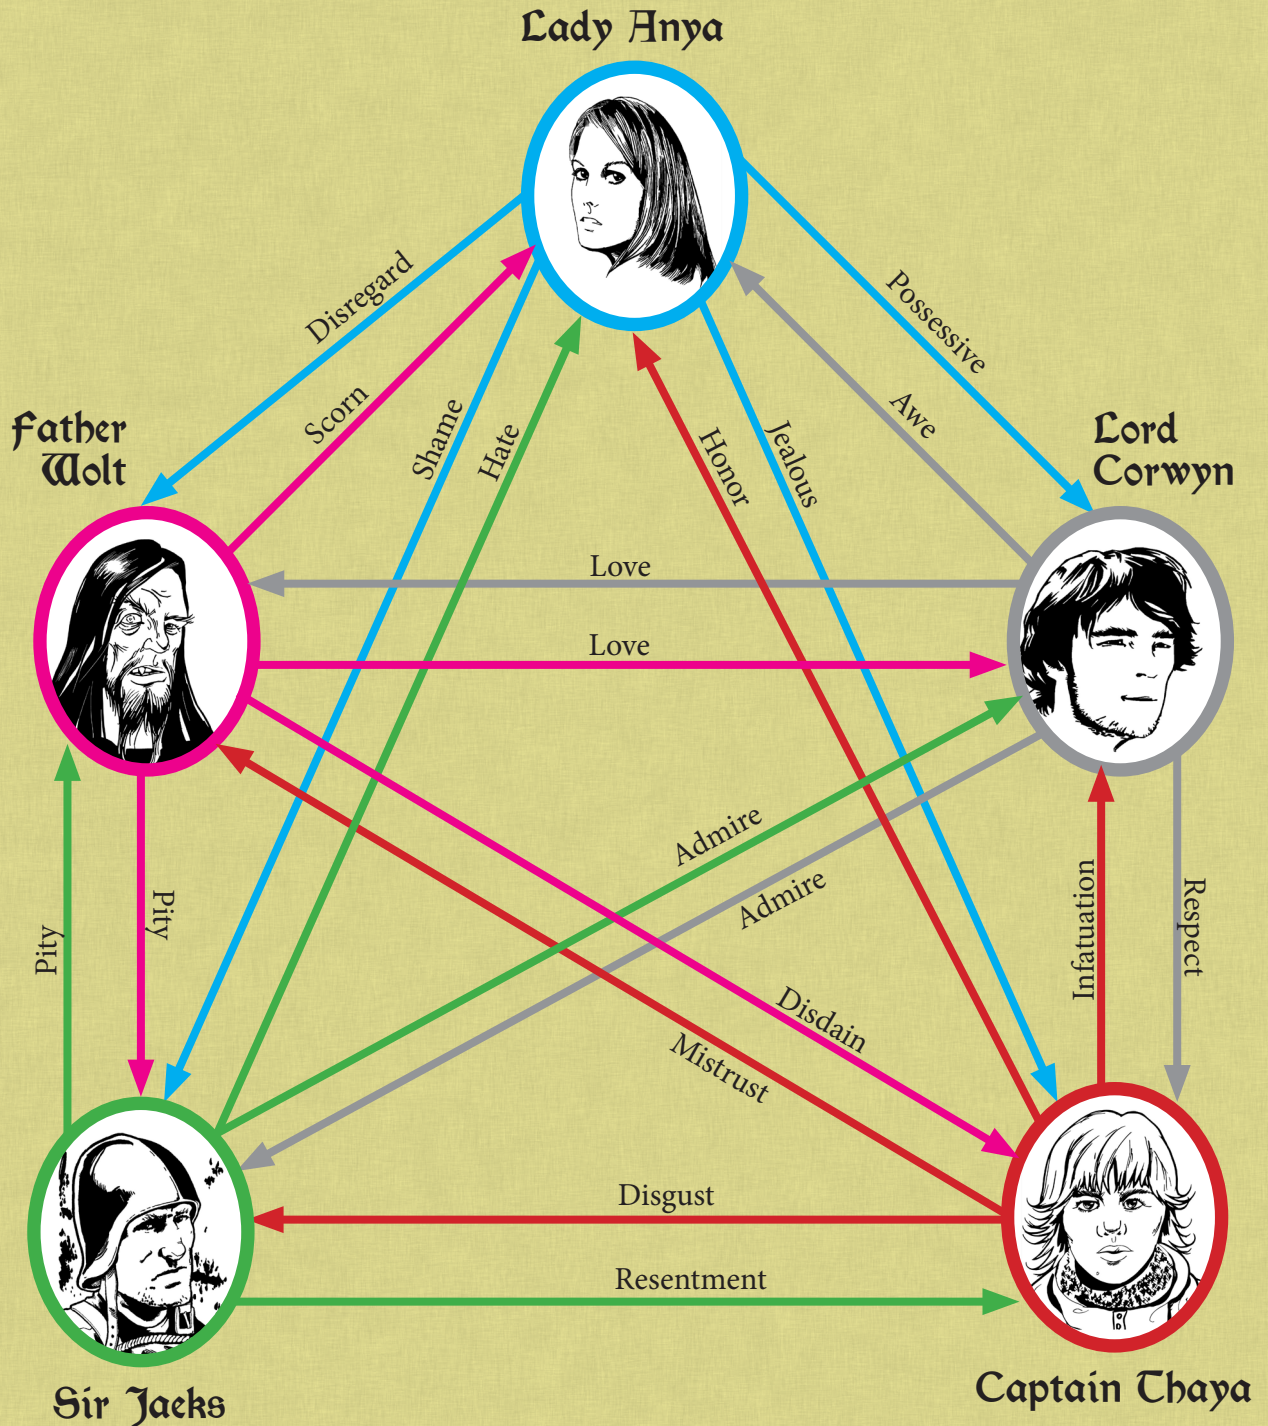 Lady Anya
Disregard
Possessive
Scorn
Awe
Shame
Hate
Honor
Jealous
Father
Wolt
Lord
Corwyn
Love
Love
Admire
Admire
Pity
Pity
Infatuation
Respect
Disdain
Mistrust
Disgust
Resentment
Sir Jaeks
Captain Thaya